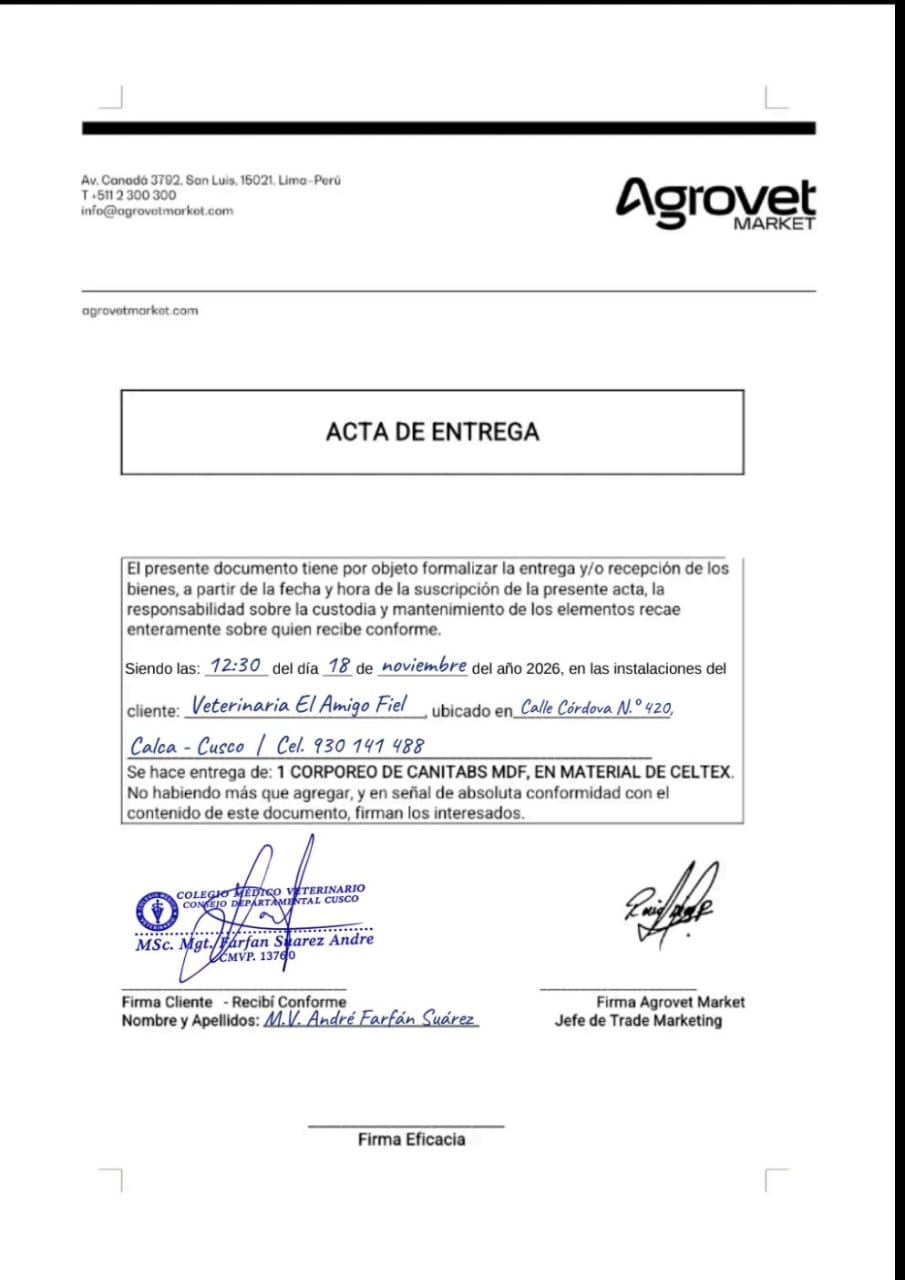 Av. Canadá 3792, San Luis, 15021, Lima-Perú
T +511 2 300 300
info@agrovetmarket.com
Agrovet
MARKET
agrovetmarket.com
ACTA DE ENTREGA
El presente documento tiene por objeto formalizar la entrega y/o recepción de los
bienes, a partir de la fecha y hora de la suscripción de la presente acta, la
responsabilidad sobre la custodia y mantenimiento de los elementos recae
enteramente sobre quien recibe conforme.
Siendo las: 12:30 del día 18 de noviembre del año 2026, en las instalaciones del
cliente: Veterinaria El Amigo Fiel, ubicado en Calle Córdova N.° 420,
Calca - Cusco / Cel. 930 141 488
Se hace entrega de: 1 CORPOREO DE CANITABS MDF, EN MATERIAL DE CELTEX.
No habiendo más que agregar, y en señal de absoluta conformidad con el
contenido de este documento, firman los interesados.
COLEGIO MÉDICO VETERINARIO
CONSEJO DEPARTAMENTAL CUSCO
MSc. Mgt. Farfan Suarez Andre
CMVP. 13760
Firma Cliente - Recibí Conforme
Nombre y Apellidos: M.V. André Farfán Suárez
Firma Agrovet Market
Jefe de Trade Marketing
Firma Eficacia